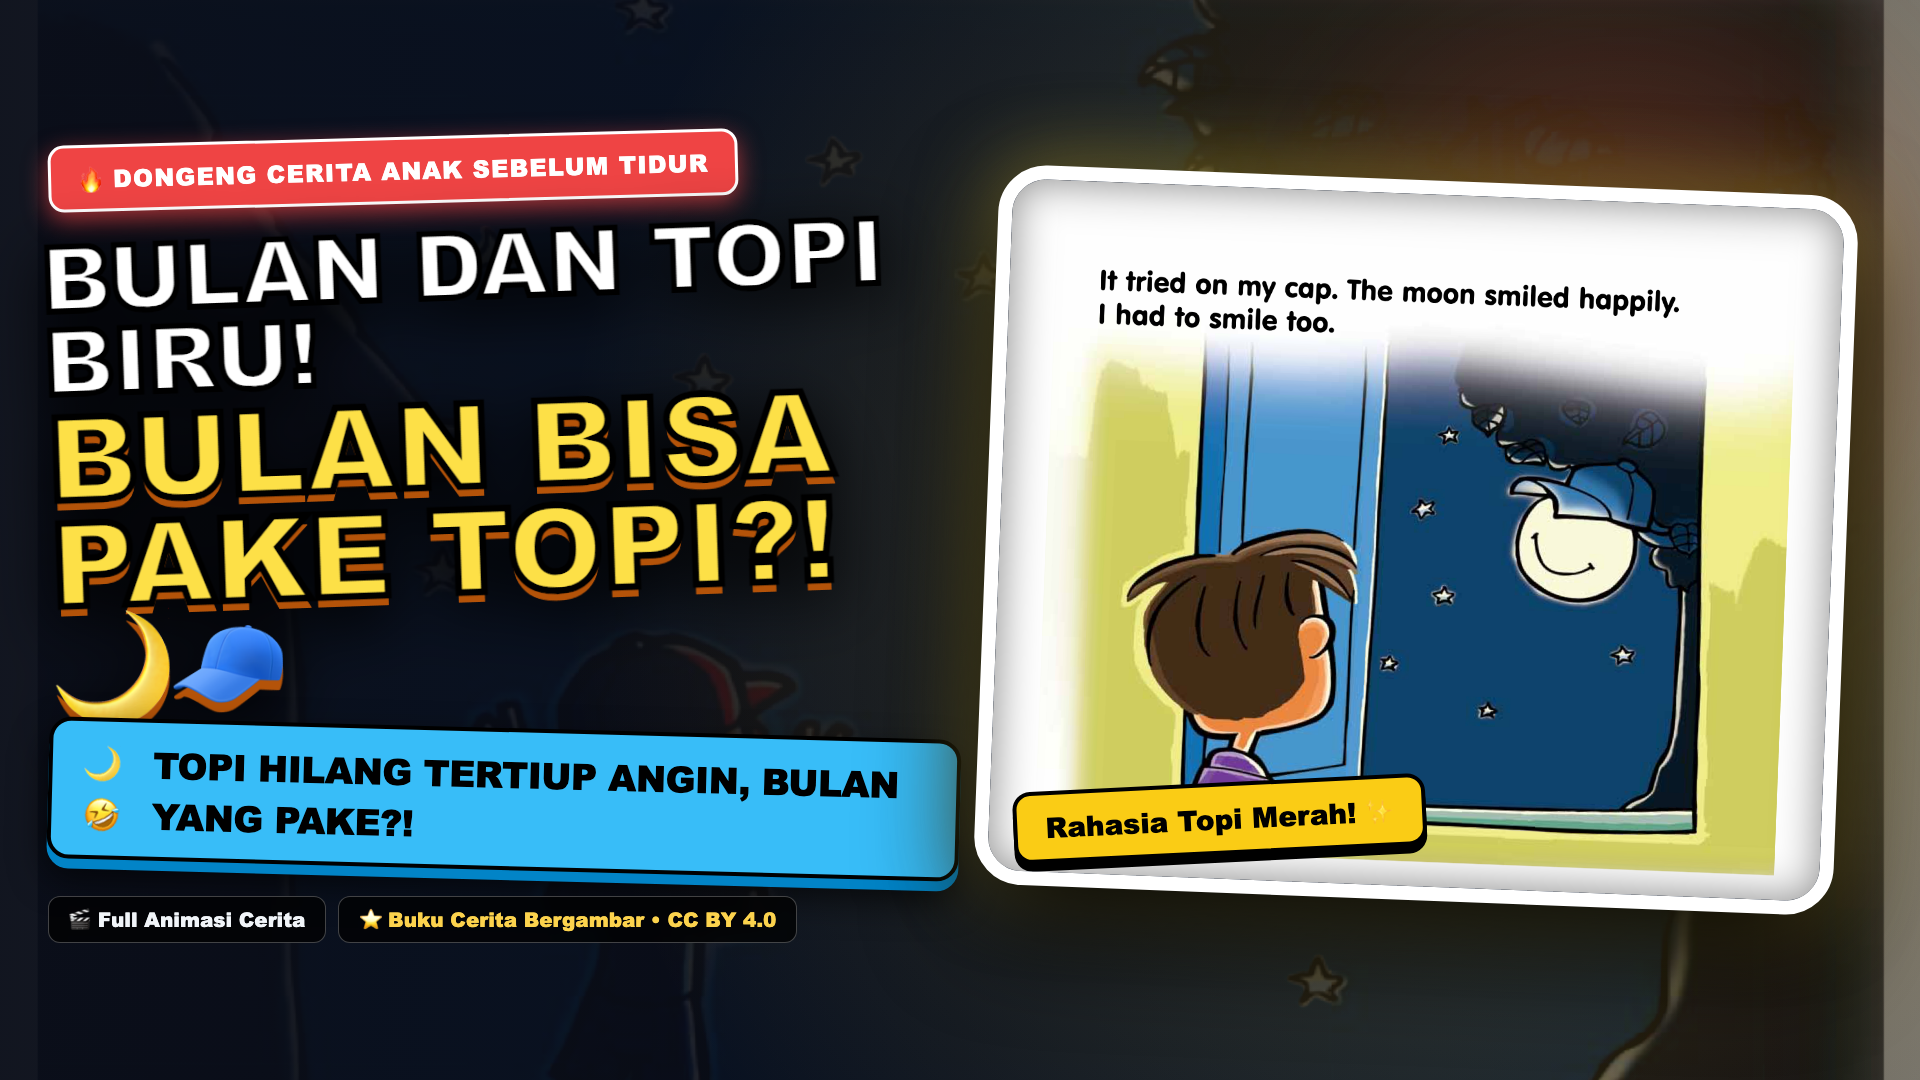 🔥 DONGENG CERITA ANAK SEBELUM TIDUR
BULAN DAN TOPI
BIRU!
BULAN BISA
PAKE TOPI?!
🌙🧢
🌙 TOPI HILANG TERTIUP ANGIN, BULAN
🤣 YANG PAKE?!
🎬 Full Animasi Cerita
⭐ Buku Cerita Bergambar • CC BY 4.0
It tried on my cap. The moon smiled happily.
I had to smile too.
Rahasia Topi Merah! ✨